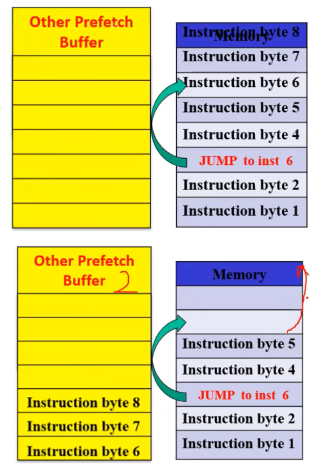 Other Prefetch
Buffer
Instruction byte 8
Memory
Instruction byte 7
Instruction byte 6
Instruction byte 5
Instruction byte 4
JUMP to inst 6
Instruction byte 2
Instruction byte 1
Other Prefetch
Buffer 2
Instruction byte 8
Instruction byte 7
Instruction byte 6
Memory
Instruction byte 5
Instruction byte 4
JUMP to inst 6
Instruction byte 2
Instruction byte 1